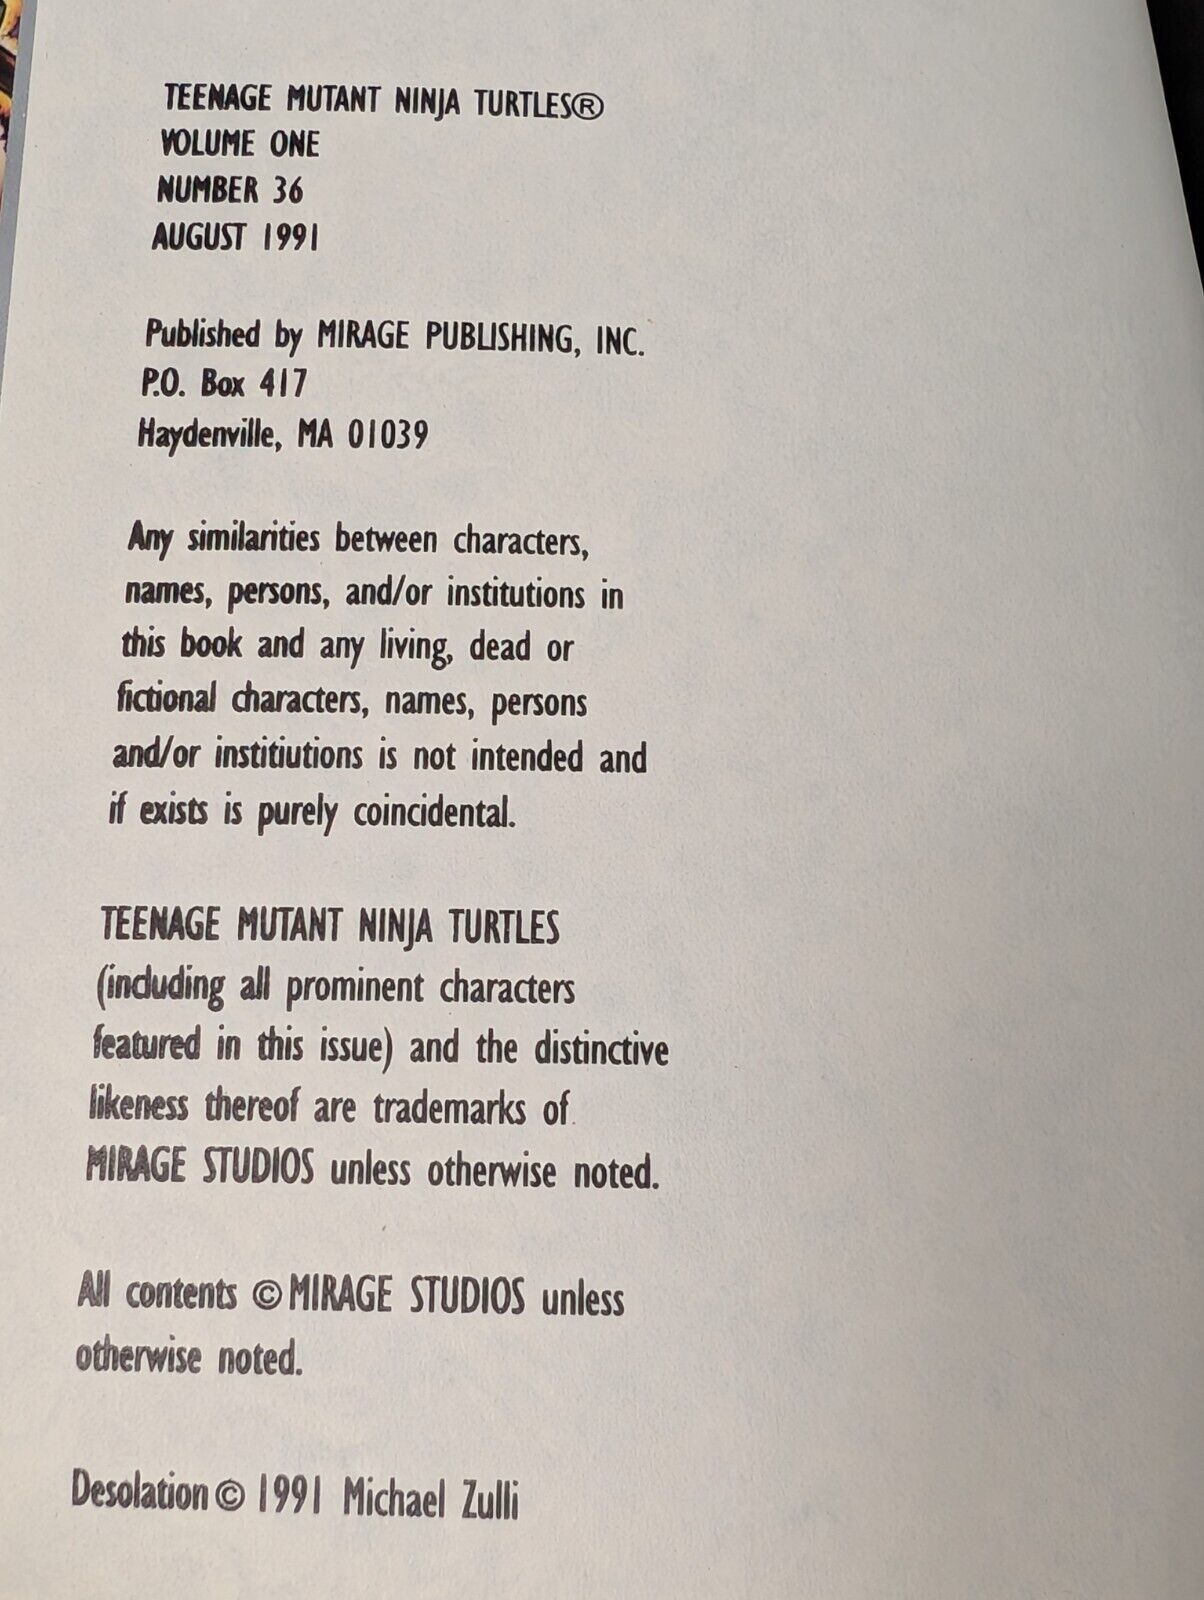 TEENAGE MUTANT NINJA TURTLES®
VOLUME ONE
NUMBER 36
AUGUST 1991
Published by MIRAGE PUBLISHING, INC.
P.O. Box 417
Haydenville, MA 01039
Any similarities between characters,
names, persons, and/or institutions in
this book and any living, dead or
fictional characters, names, persons
and/or institiutions is not intended and
if exists is purely coincidental.
TEENAGE MUTANT NINJA TURTLES
(including all prominent characters
featured in this issue) and the distinctive
likeness thereof are trademarks of
MIRAGE STUDIOS unless otherwise noted.
All contents © MIRAGE STUDIOS unless
otherwise noted.
Desolation © 1991 Michael Zulli